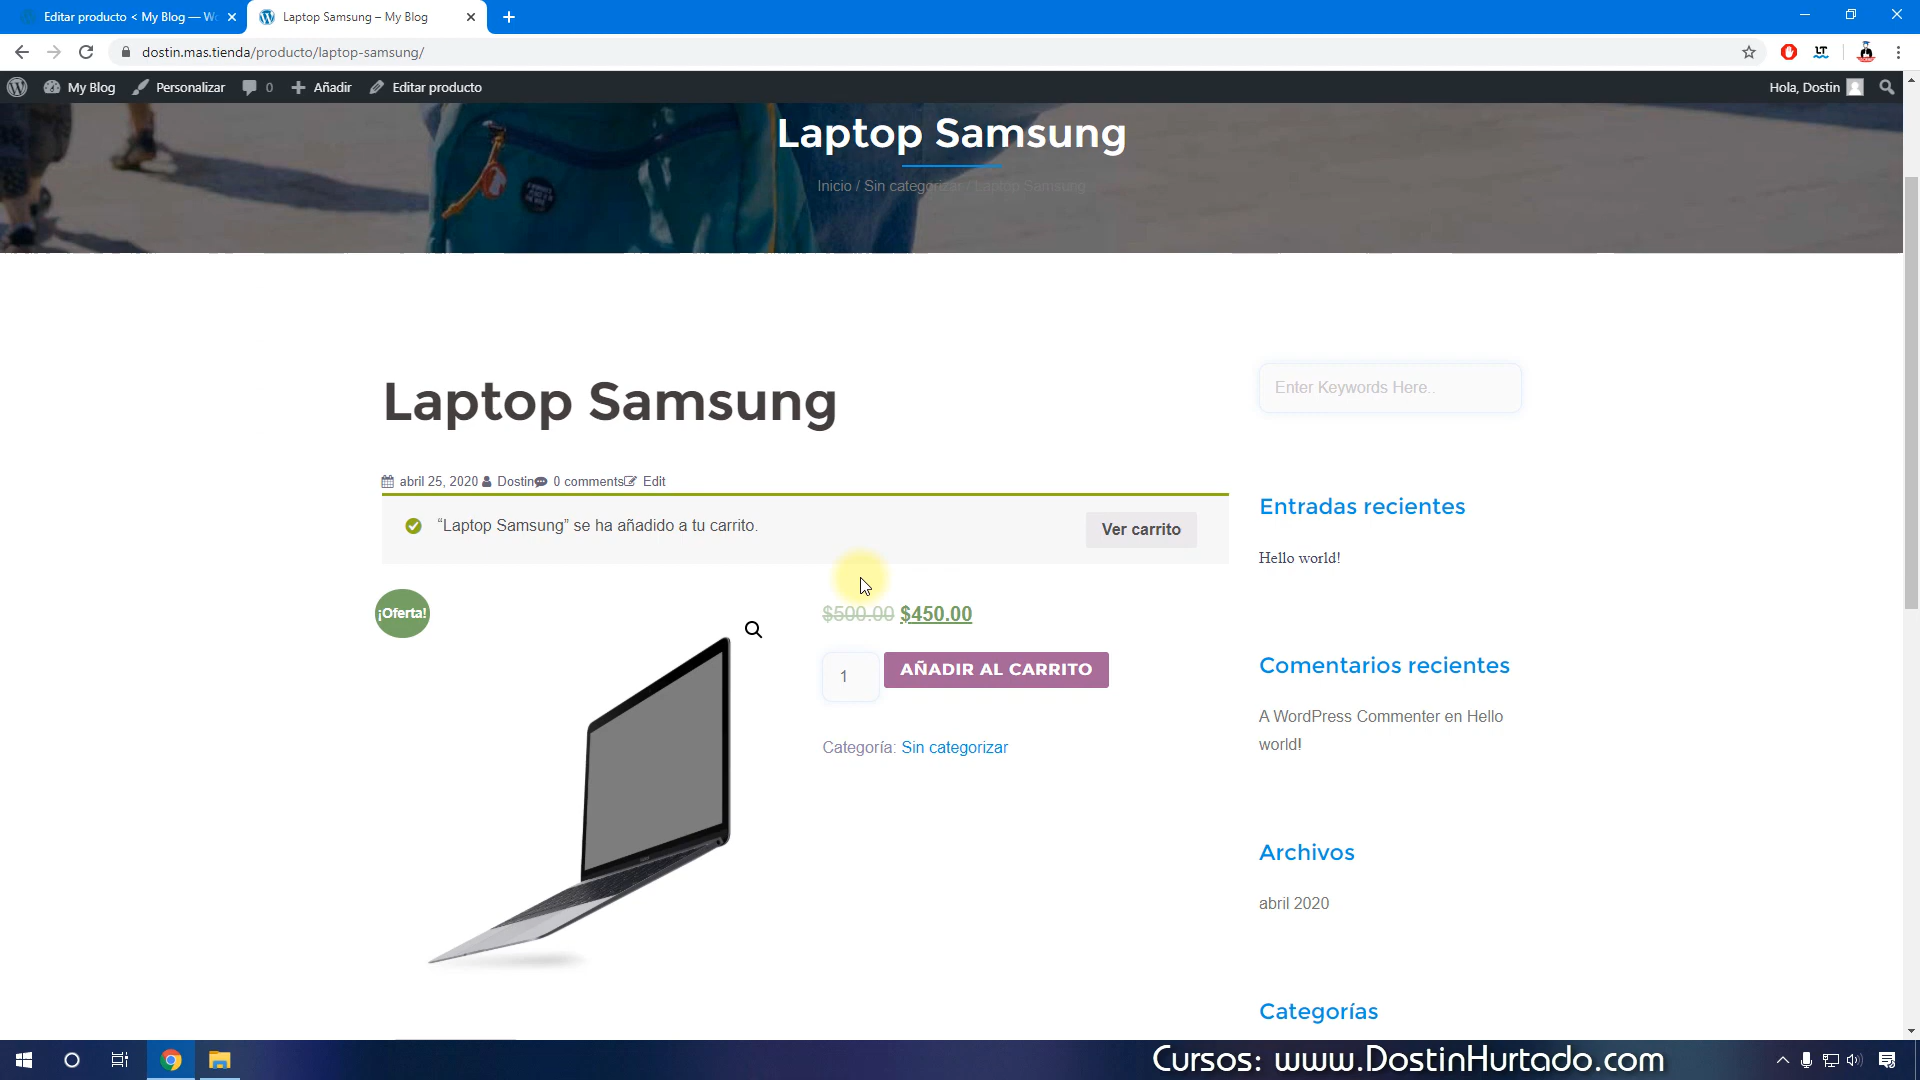 Editar producto < My Blog — Wo
Laptop Samsung – My Blog
dostin.mas.tienda/producto/laptop-samsung/
My Blog
Personalizar
0
Añadir
Editar producto
Hola, Dostin
Laptop Samsung
Inicio / Sin categorizar / Laptop Samsung
Laptop Samsung
abril 25, 2020 Dostin 0 comments Edit
“Laptop Samsung” se ha añadido a tu carrito.
Ver carrito
¡Oferta!
$500.00 $450.00
1
AÑADIR AL CARRITO
Categoría: Sin categorizar
Enter Keywords Here..
Entradas recientes
Hello world!
Comentarios recientes
A WordPress Commenter en Hello
world!
Archivos
abril 2020
Categorías
Cursos: www.DostinHurtado.com